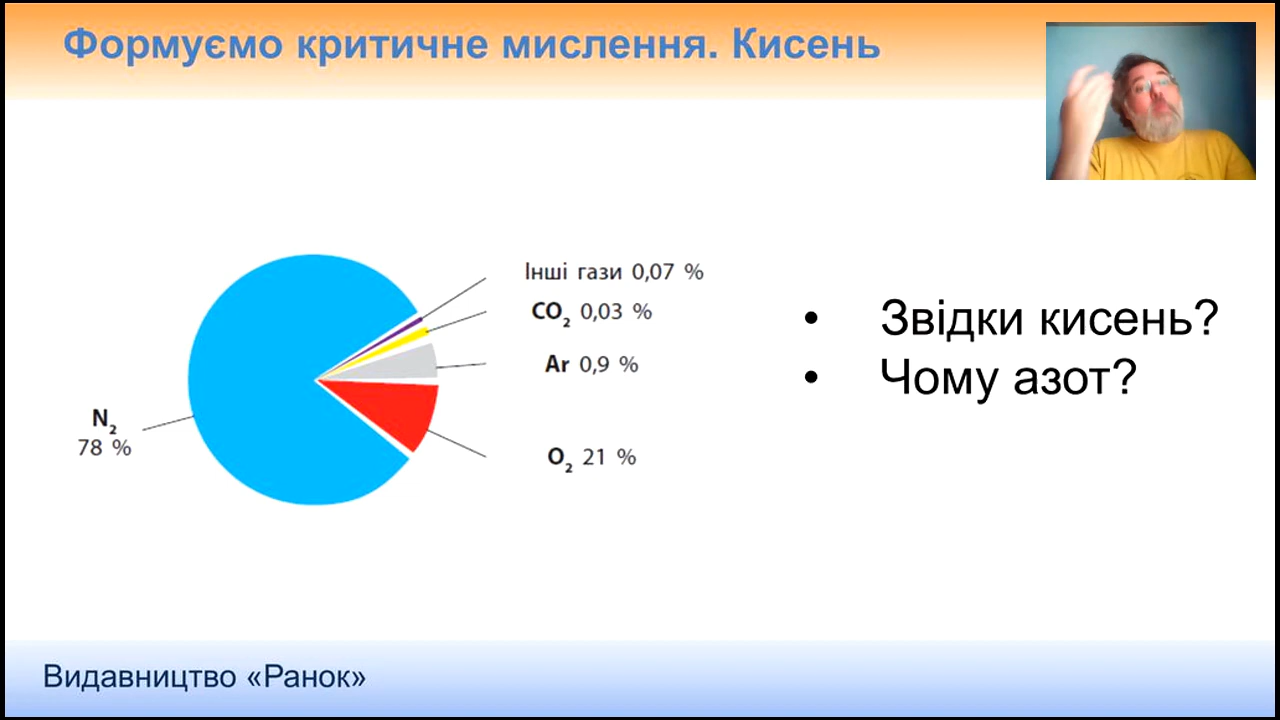 Формуємо критичне мислення. Кисень
Інші гази 0,07 %
CO₂ 0,03 %
Ar 0,9 %
N₂
78 %
O₂ 21 %
• Звідки кисень?
• Чому азот?
Видавництво «Ранок»